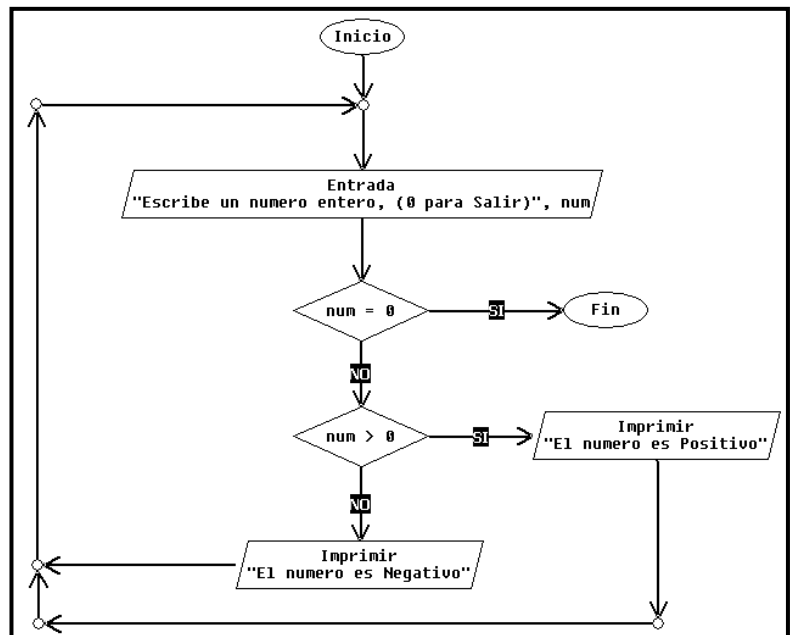 Inicio
Entrada
"Escribe un numero entero, (0 para Salir)", num
num = 0
SI
Fin
NO
num > 0
SI
Imprimir
"El numero es Positivo"
NO
Imprimir
"El numero es Negativo"